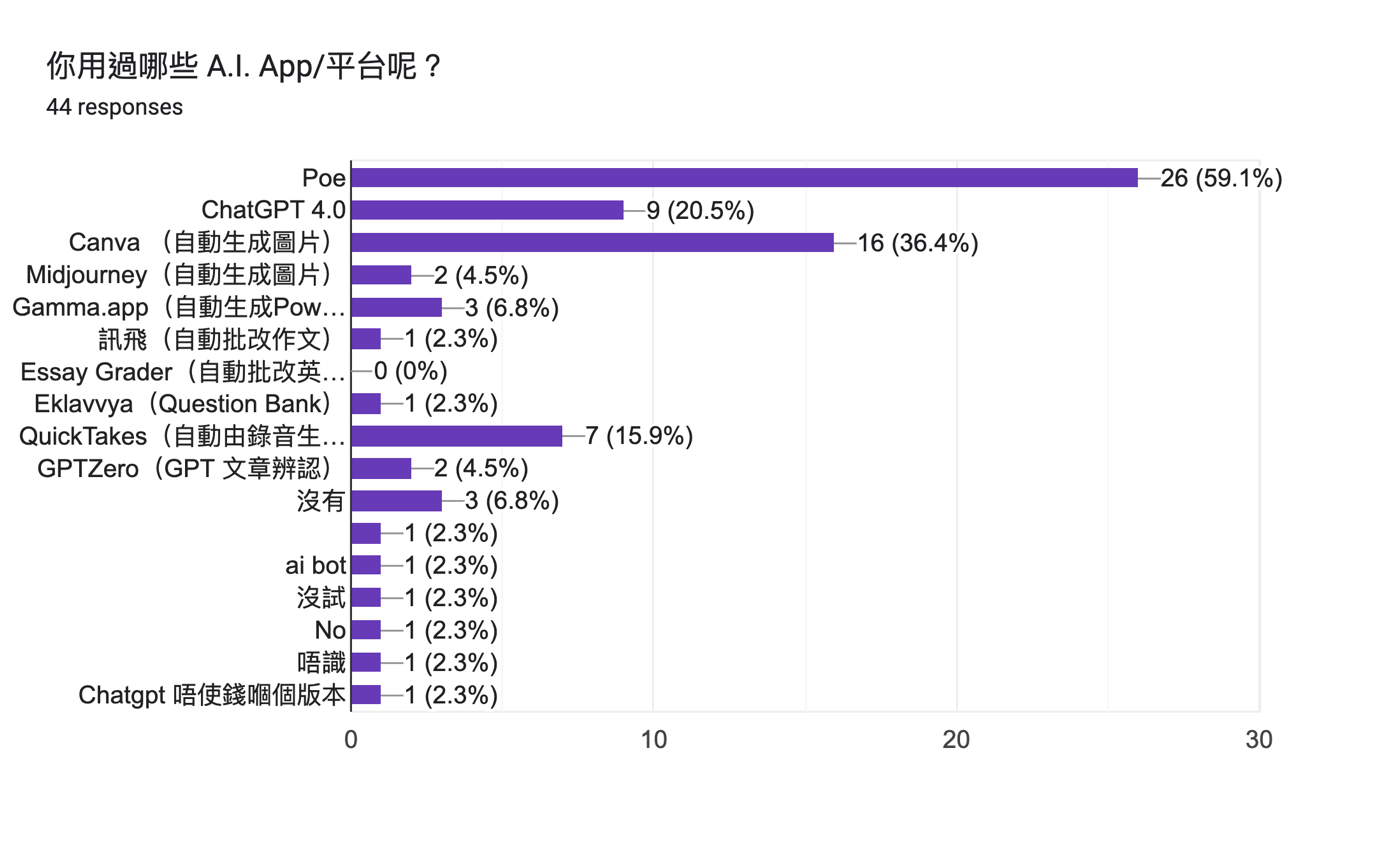 你用過哪些 A.I. App/平台呢？
44 responses
Poe 26 (59.1%)
ChatGPT 4.0 9 (20.5%)
Canva （自動生成圖片） 16 (36.4%)
Midjourney（自動生成圖片） 2 (4.5%)
Gamma.app（自動生成Pow… 3 (6.8%)
訊飛（自動批改作文） 1 (2.3%)
Essay Grader（自動批改英… 0 (0%)
Eklavvya（Question Bank） 1 (2.3%)
QuickTakes（自動由錄音生… 7 (15.9%)
GPTZero（GPT 文章辨認） 2 (4.5%)
沒有 3 (6.8%)
1 (2.3%)
ai bot 1 (2.3%)
沒試 1 (2.3%)
No 1 (2.3%)
唔識 1 (2.3%)
Chatgpt 唔使錢嗰個版本 1 (2.3%)
0 10 20 30